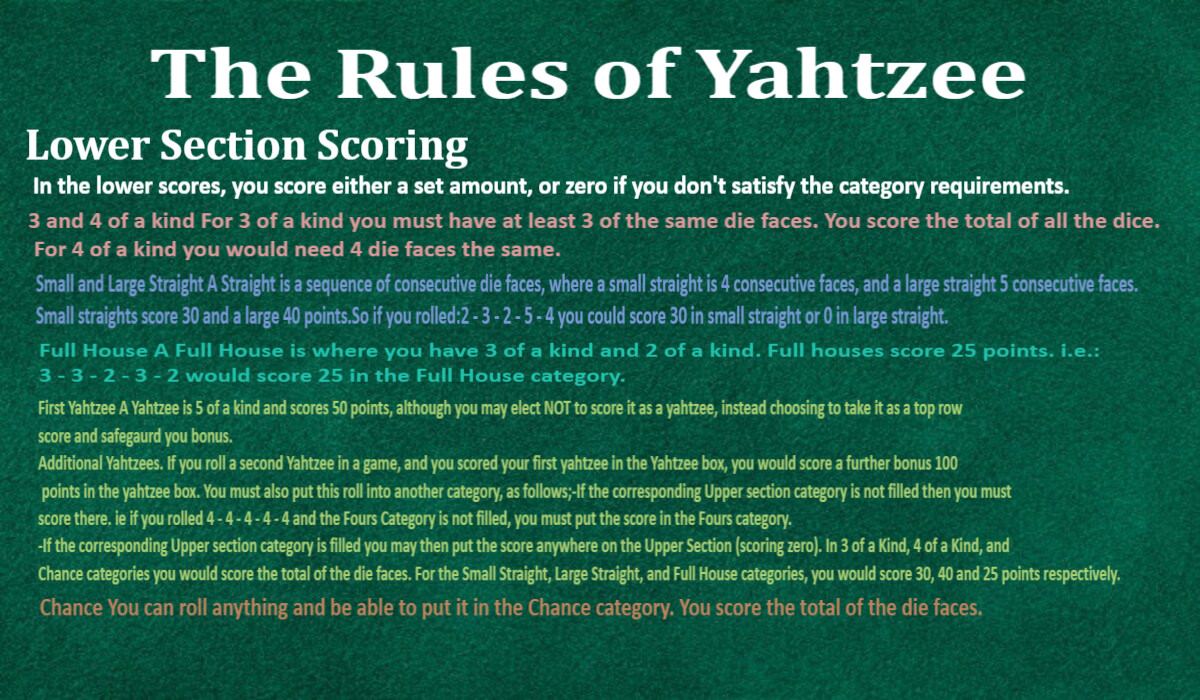 The Rules of Yahtzee
Lower Section Scoring
In the lower scores, you score either a set amount, or zero if you don't satisfy the category requirements.
3 and 4 of a kind For 3 of a kind you must have at least 3 of the same die faces. You score the total of all the dice.
For 4 of a kind you would need 4 die faces the same.
Small and Large Straight A Straight is a sequence of consecutive die faces, where a small straight is 4 consecutive faces, and a large straight 5 consecutive faces.
Small straights score 30 and a large 40 points.So if you rolled:2 - 3 - 2 - 5 - 4 you could score 30 in small straight or 0 in large straight.
Full House A Full House is where you have 3 of a kind and 2 of a kind. Full houses score 25 points. i.e.:
3 - 3 - 2 - 3 - 2 would score 25 in the Full House category.
First Yahtzee A Yahtzee is 5 of a kind and scores 50 points, although you may elect NOT to score it as a yahtzee, instead choosing to take it as a top row
score and safegaurd you bonus.
Additional Yahtzees. If you roll a second Yahtzee in a game, and you scored your first yahtzee in the Yahtzee box, you would score a further bonus 100
points in the yahtzee box. You must also put this roll into another category, as follows;-If the corresponding Upper section category is not filled then you must
score there. ie if you rolled 4 - 4 - 4 - 4 - 4 and the Fours Category is not filled, you must put the score in the Fours category.
-If the corresponding Upper section category is filled you may then put the score anywhere on the Upper Section (scoring zero). In 3 of a Kind, 4 of a Kind, and
Chance categories you would score the total of the die faces. For the Small Straight, Large Straight, and Full House categories, you would score 30, 40 and 25 points respectively.
Chance You can roll anything and be able to put it in the Chance category. You score the total of the die faces.